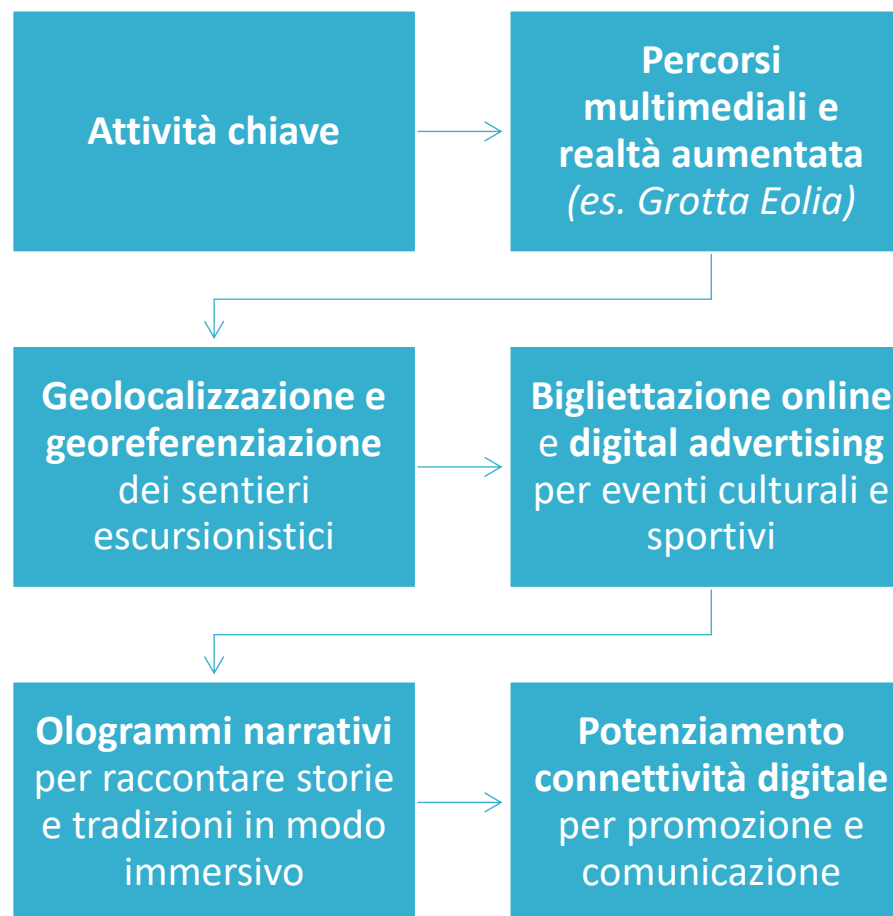 Attività chiave
Percorsi
multimediali e
realtà aumentata
(es. Grotta Eolia)
Geolocalizzazione e
georeferenziazione
dei sentieri
escursionistici
Bigliettazione online
e digital advertising
per eventi culturali e
sportivi
Ologrammi narrativi
per raccontare storie
e tradizioni in modo
immersivo
Potenziamento
connettività digitale
per promozione e
comunicazione